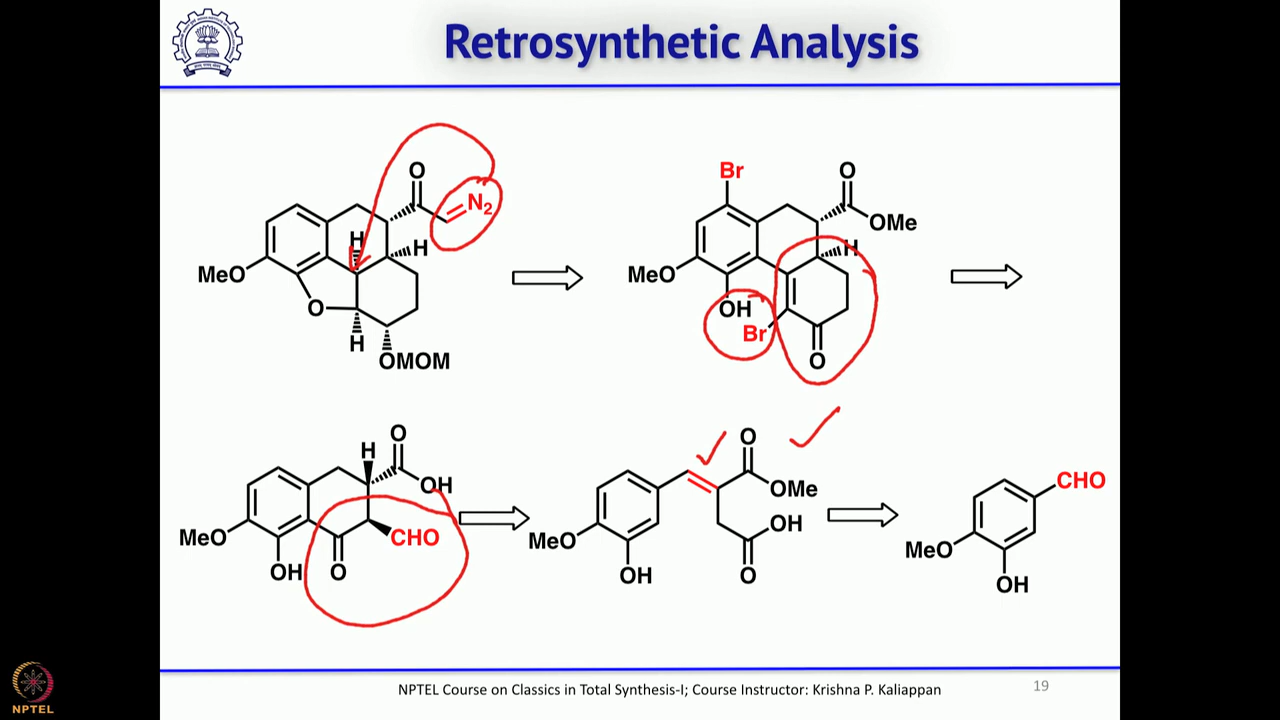 Retrosynthetic Analysis
O
N2
H
H
MeO
O
H
OMOM
Br
O
OMe
H
MeO
OH
Br
O
H
O
OH
MeO
CHO
OH
O
O
OMe
OH
MeO
OH
O
CHO
MeO
OH
NPTEL Course on Classics in Total Synthesis-I; Course Instructor: Krishna P. Kaliappan
19
NPTEL